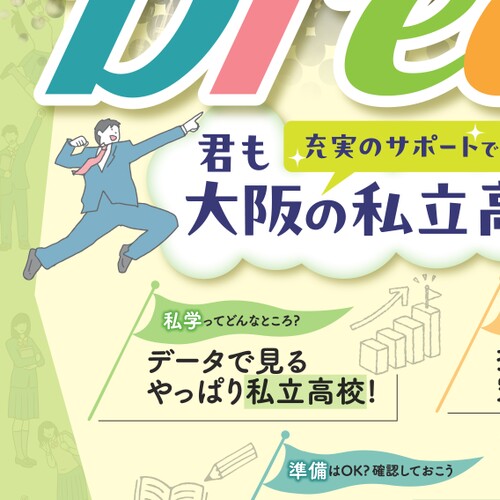 君も
充実のサポートで
大阪の私立高
私学ってどんなところ?
データで見る
やっぱり私立高校!
準備はOK? 確認しておこう